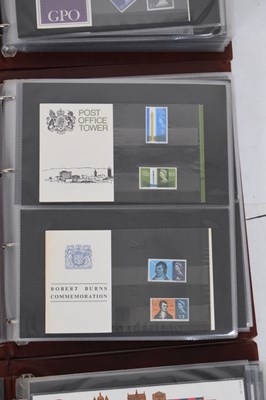 GPO
POST
OFFICE
TOWER
ROBERT BURNS
COMMEMORATION